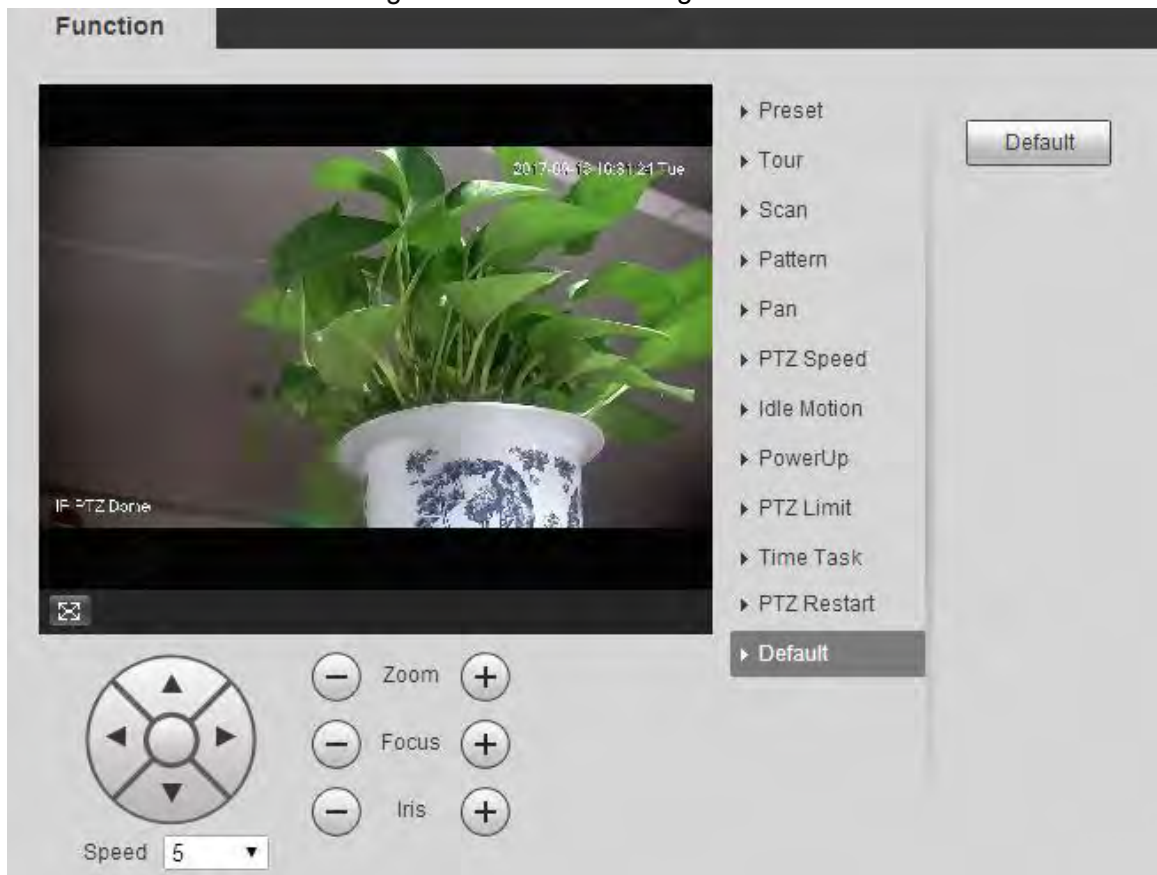 Function
Preset
Tour
Scan
Pattern
Pan
PTZ Speed
Idle Motion
PowerUp
PTZ Limit
Time Task
PTZ Restart
Default
Default
IP PTZ Dome
Zoom
Focus
Iris
Speed 5